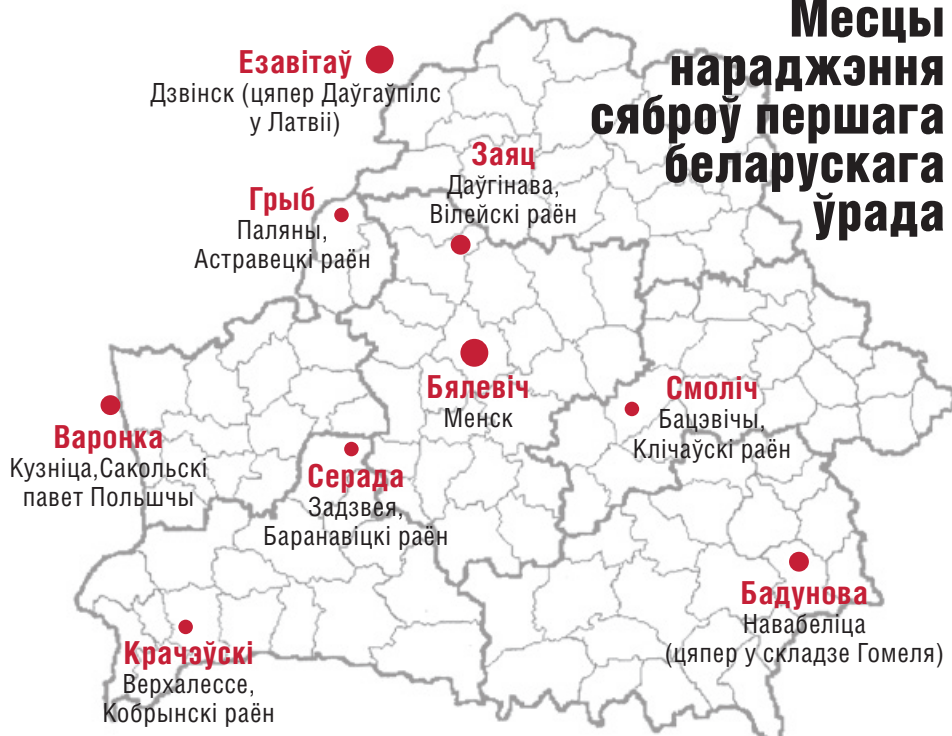 Месцы
нараджэння
сяброў першага
беларускага
ўрада
Езавітаў
Дзвінск (цяпер Даўгаўпілс
у Латвіі)
Заяц
Даўгінава,
Вілейскі раён
Грыб
Паляны,
Астравецкі раён
Бялевіч
Менск
Смоліч
Бацэвічы,
Клічаўскі раён
Варонка
Кузніца,Сакольскі
павет Польшчы
Серада
Задзвея,
Баранавіцкі раён
Бадунова
Навабеліца
(цяпер у складзе Гомеля)
Крачэўскі
Верхалессе,
Кобрынскі раён